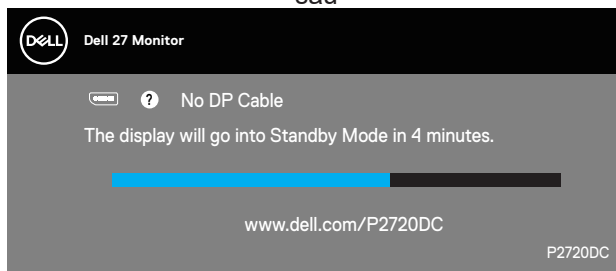 sau
DELL
Dell 27 Monitor
? No DP Cable
The display will go into Standby Mode in 4 minutes.
www.dell.com/P2720DC
P2720DC